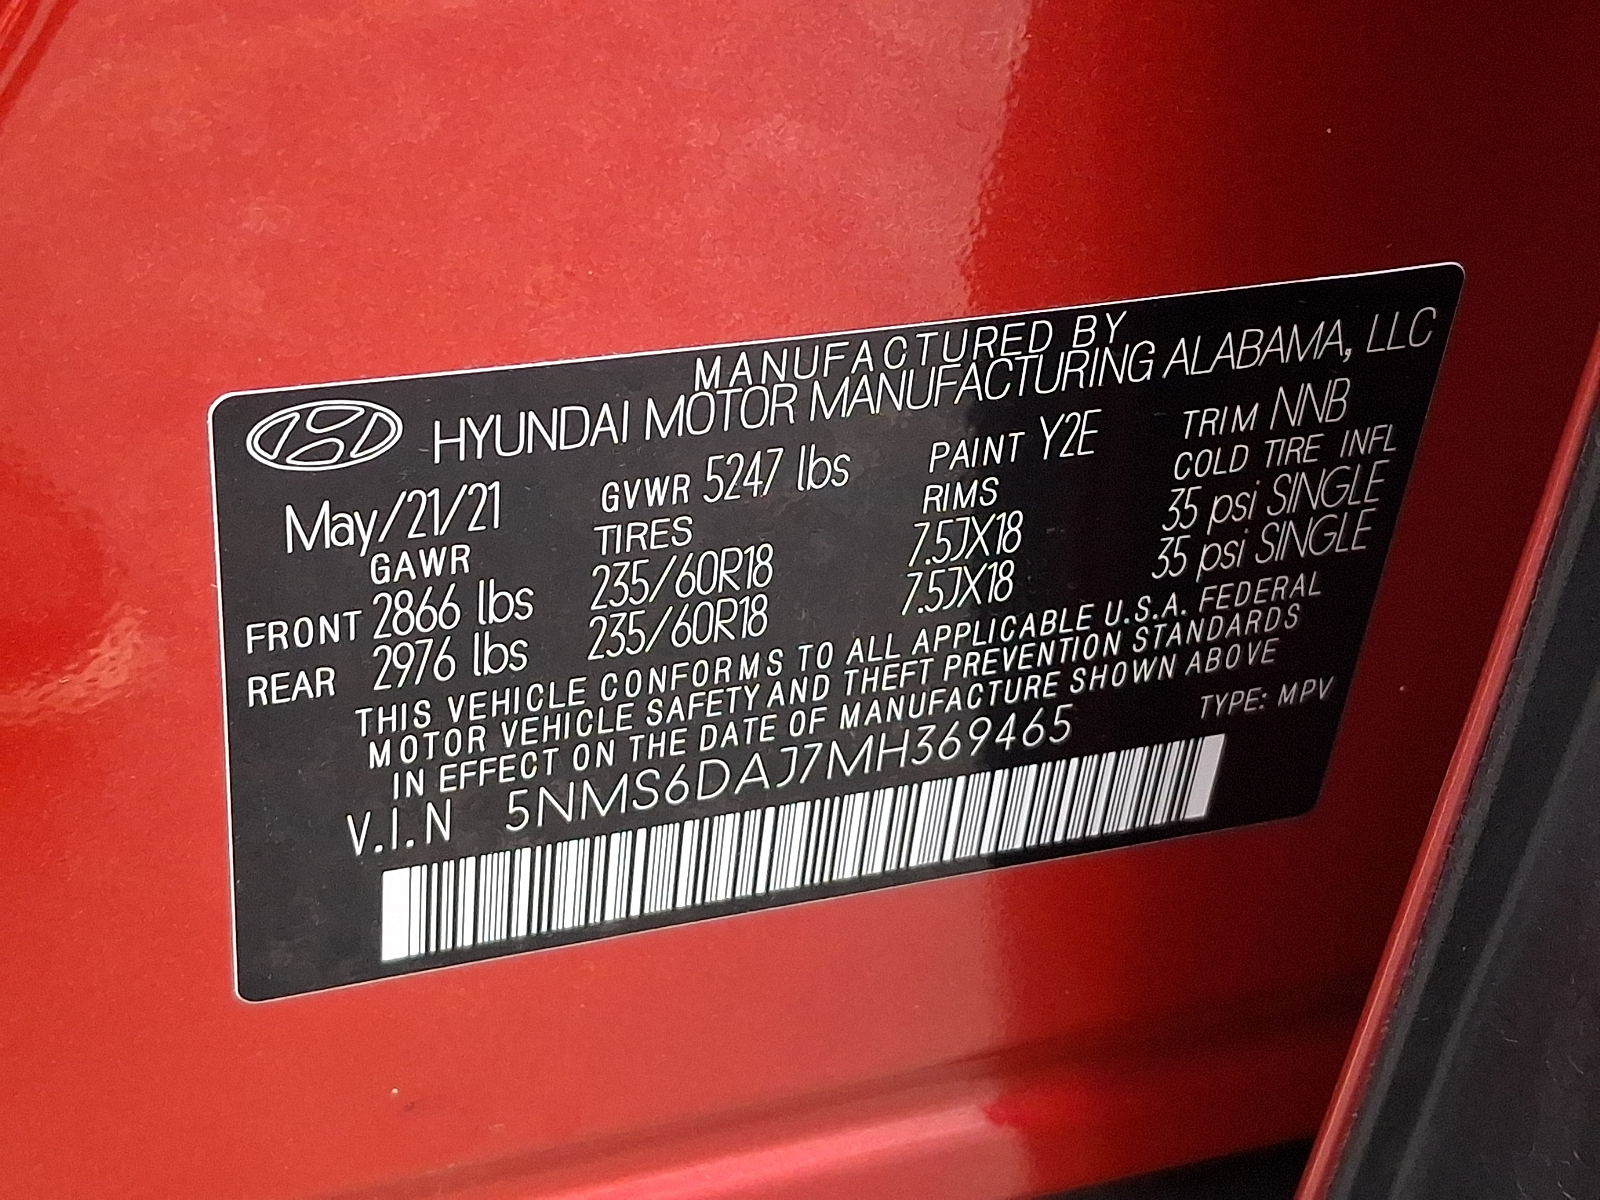 MANUFACTURED BY
HYUNDAI MOTOR MANUFACTURING ALABAMA, LLC
May/21/21 GVWR 5247 lbs PAINT Y2E TRIM NNB
GAWR TIRES RIMS COLD TIRE INFL
FRONT 2866 lbs 235/60R18 7.5JX18 35 psi SINGLE
REAR 2976 lbs 235/60R18 7.5JX18 35 psi SINGLE
THIS VEHICLE CONFORMS TO ALL APPLICABLE U.S.A. FEDERAL
MOTOR VEHICLE SAFETY AND THEFT PREVENTION STANDARDS
IN EFFECT ON THE DATE OF MANUFACTURE SHOWN ABOVE
V.I.N 5NMS6DAJ7MH369465 TYPE: MPV